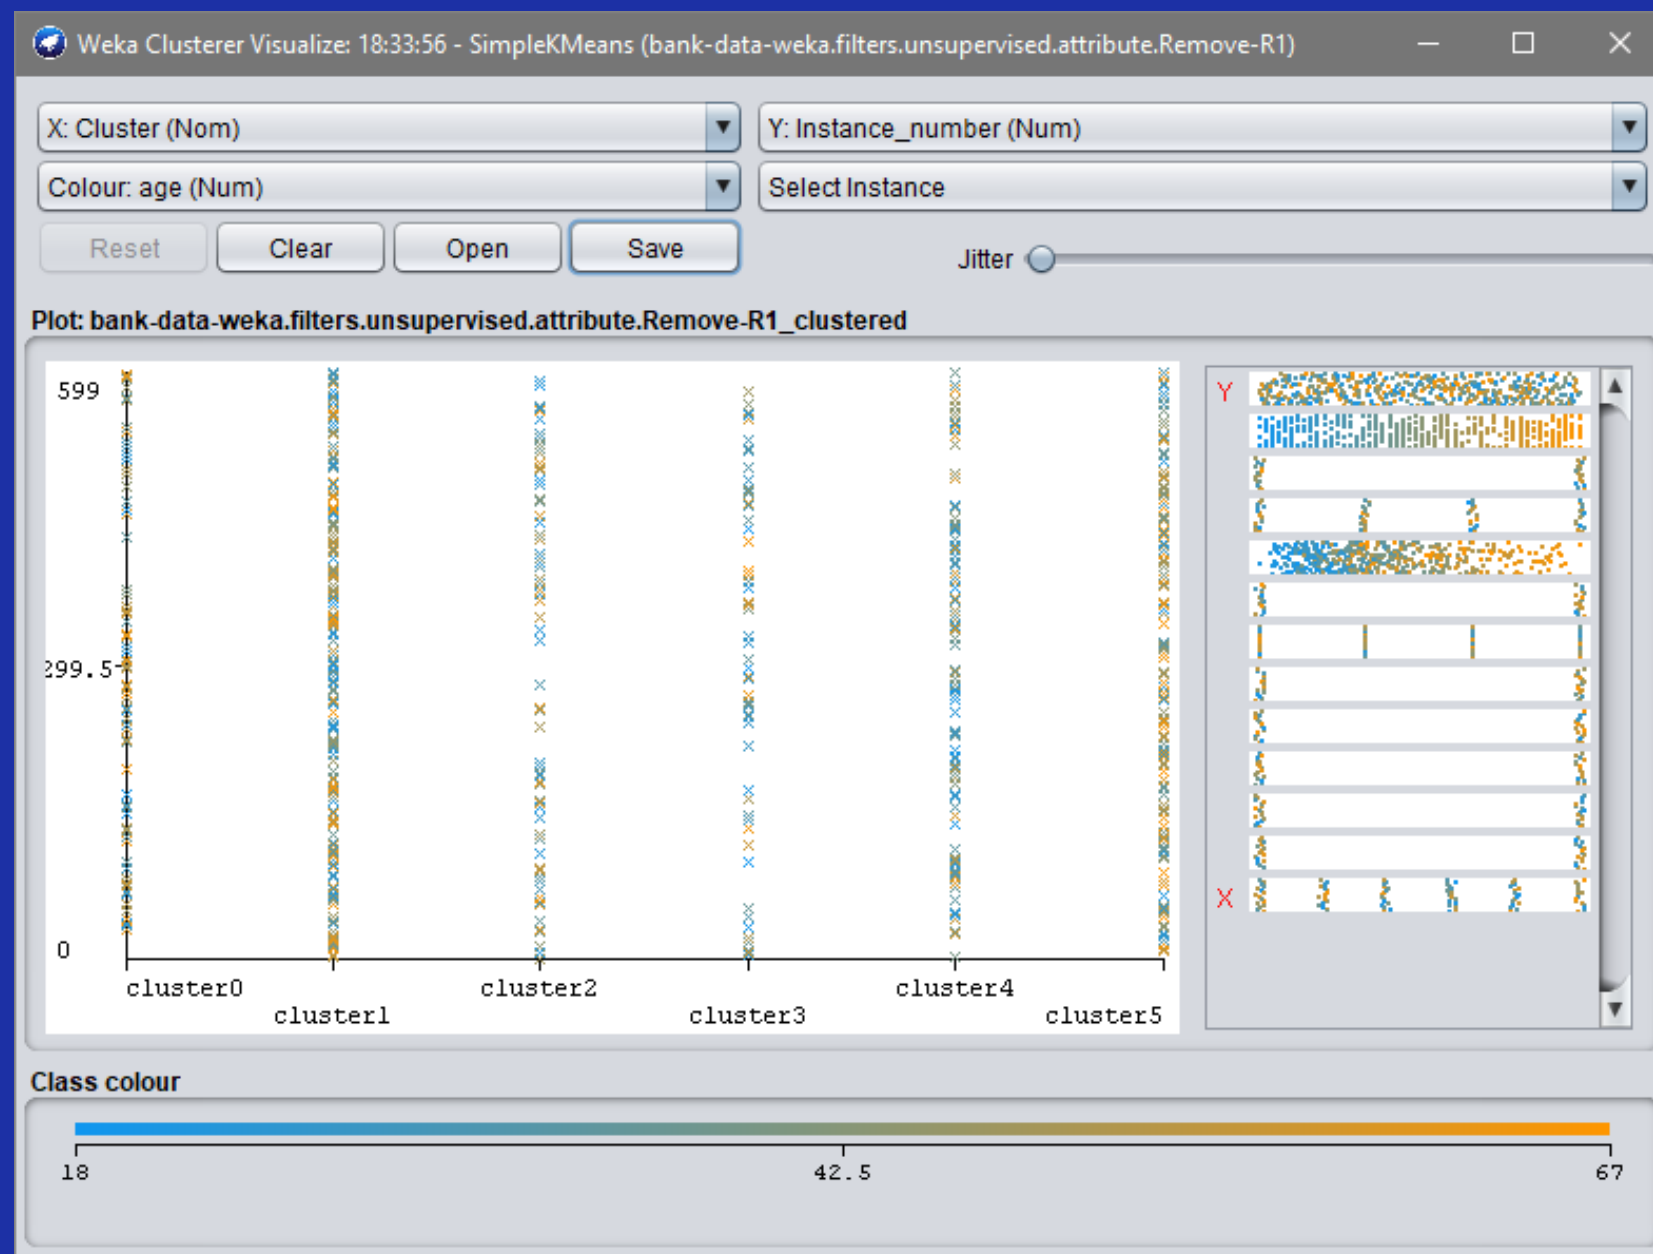 Weka Clusterer Visualize: 18:33:56 - SimpleKMeans (bank-data-weka.filters.unsupervised.attribute.Remove-R1)
X: Cluster (Nom)
Y: Instance_number (Num)
Colour: age (Num)
Select Instance
Reset
Clear
Open
Save
Jitter
Plot: bank-data-weka.filters.unsupervised.attribute.Remove-R1_clustered
599
299.5
0
cluster0
cluster1
cluster2
cluster3
cluster4
cluster5
Y
X
Class colour
18
42.5
67